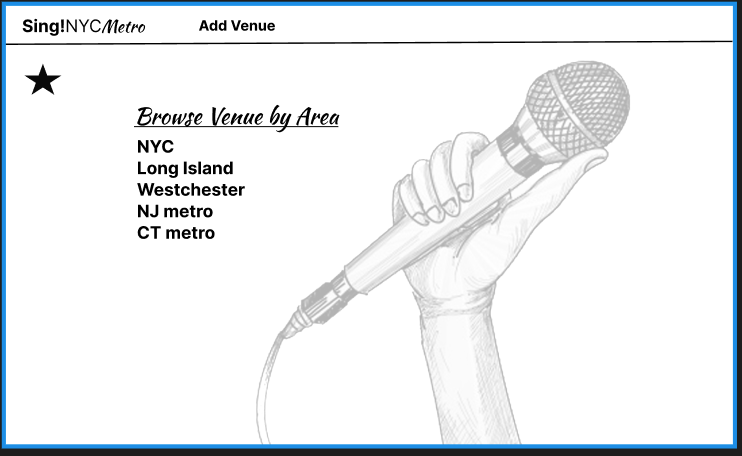 Sing!NYCMetro Add Venue
Browse Venue by Area
NYC
Long Island
Westchester
NJ metro
CT metro